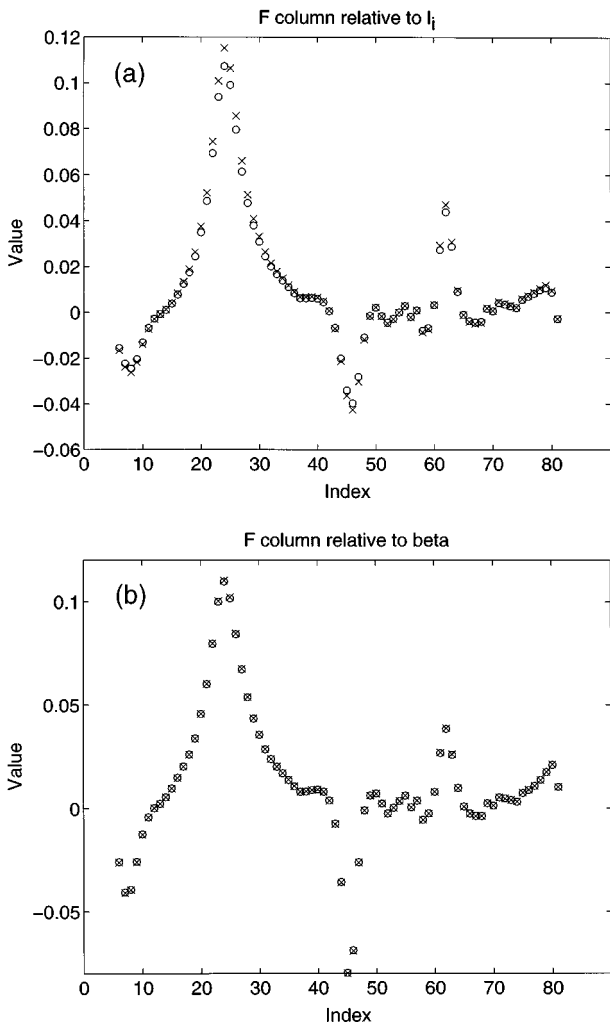 F column relative to l_i
(a)
0.12
0.1
0.08
0.06
0.04
0.02
0
−0.02
−0.04
−0.06
Value
0 10 20 30 40 50 60 70 80
Index
F column relative to beta
(b)
0.1
0.05
0
−0.05
Value
0 10 20 30 40 50 60 70 80
Index